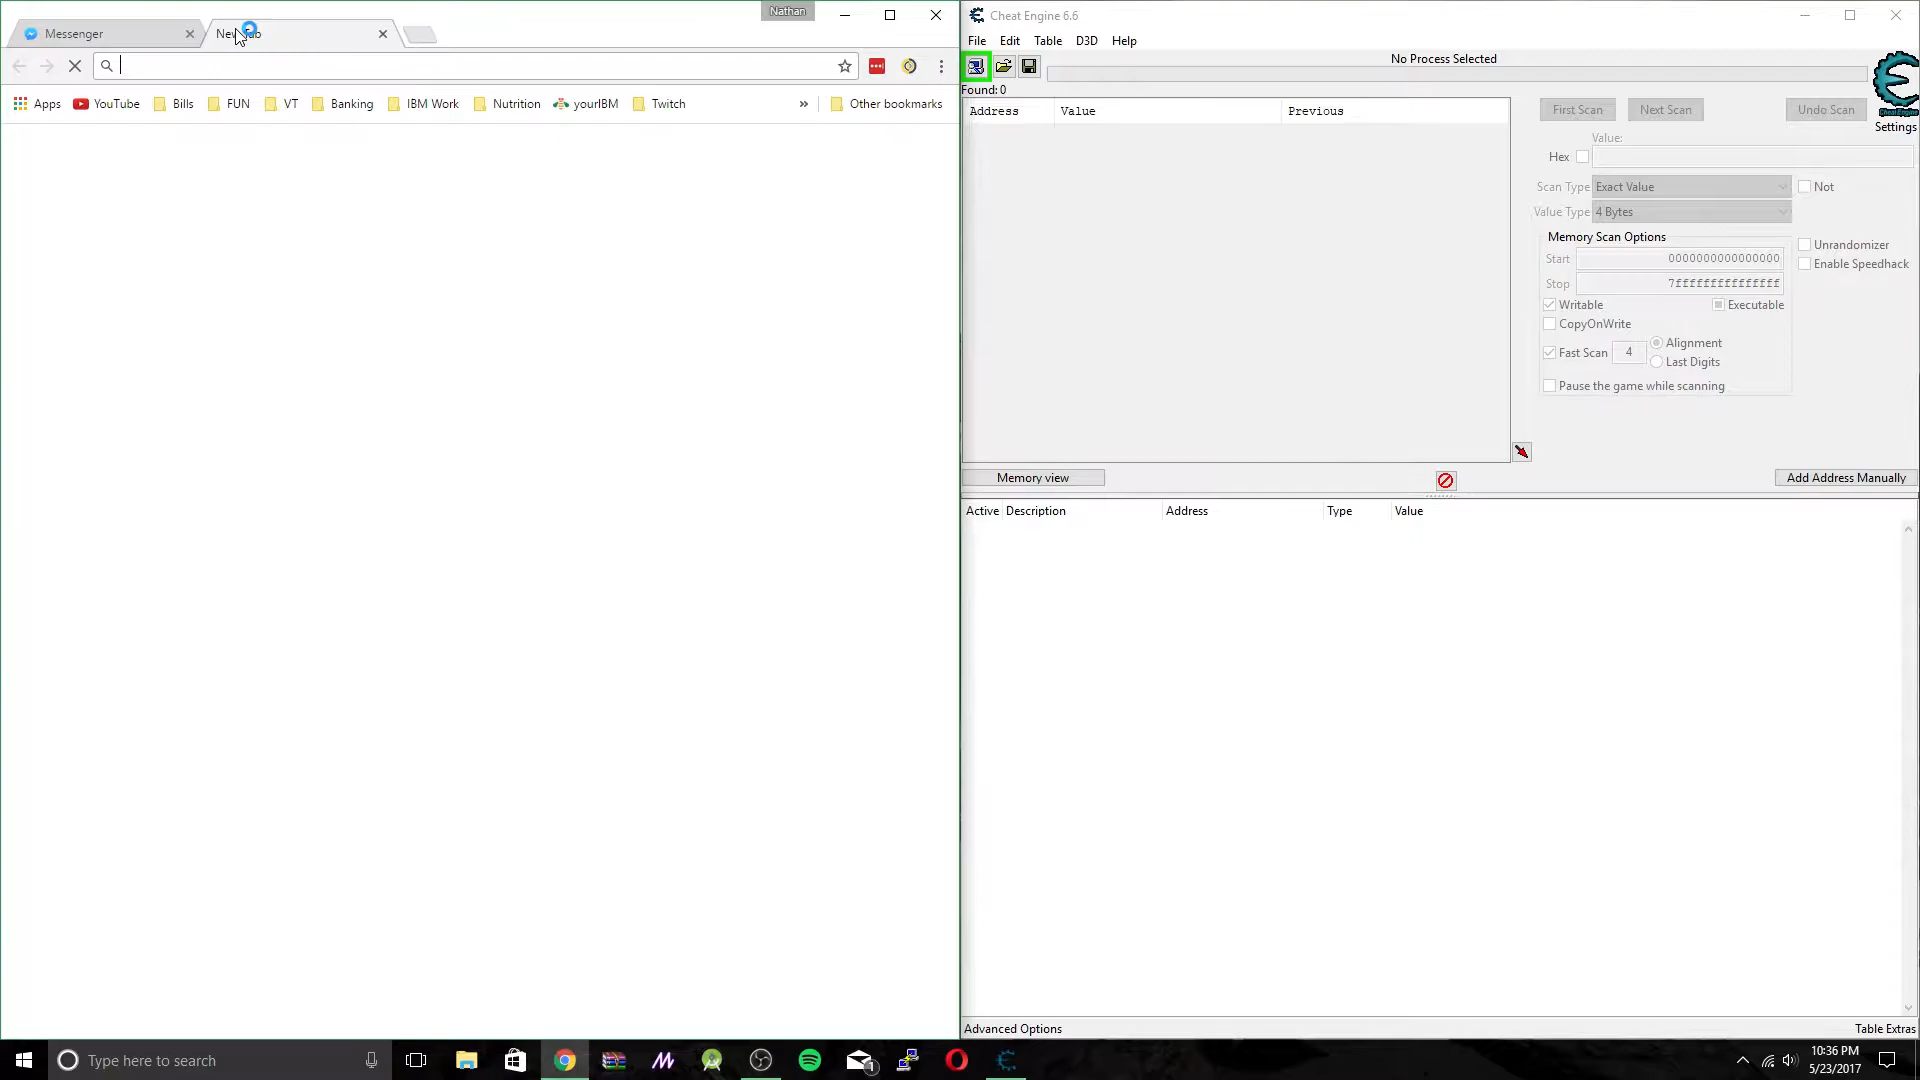 Nathan
Messenger
New Tab
Apps YouTube Bills FUN VT Banking IBM Work Nutrition yourIBM Twitch » Other bookmarks
Cheat Engine 6.6
File Edit Table D3D Help
No Process Selected
Found: 0
Address Value Previous
First Scan Next Scan Undo Scan
Cheat Engine
Settings
Value:
Hex
Scan Type Exact Value Not
Value Type 4 Bytes
Memory Scan Options
Unrandomizer
Start 0000000000000000
Enable Speedhack
Stop 7fffffffffffffff
Writable Executable
CopyOnWrite
Fast Scan 4 Alignment
Last Digits
Pause the game while scanning
Memory view Add Address Manually
Active Description Address Type Value
Advanced Options Table Extras
Type here to search
1
10:36 PM
5/23/2017